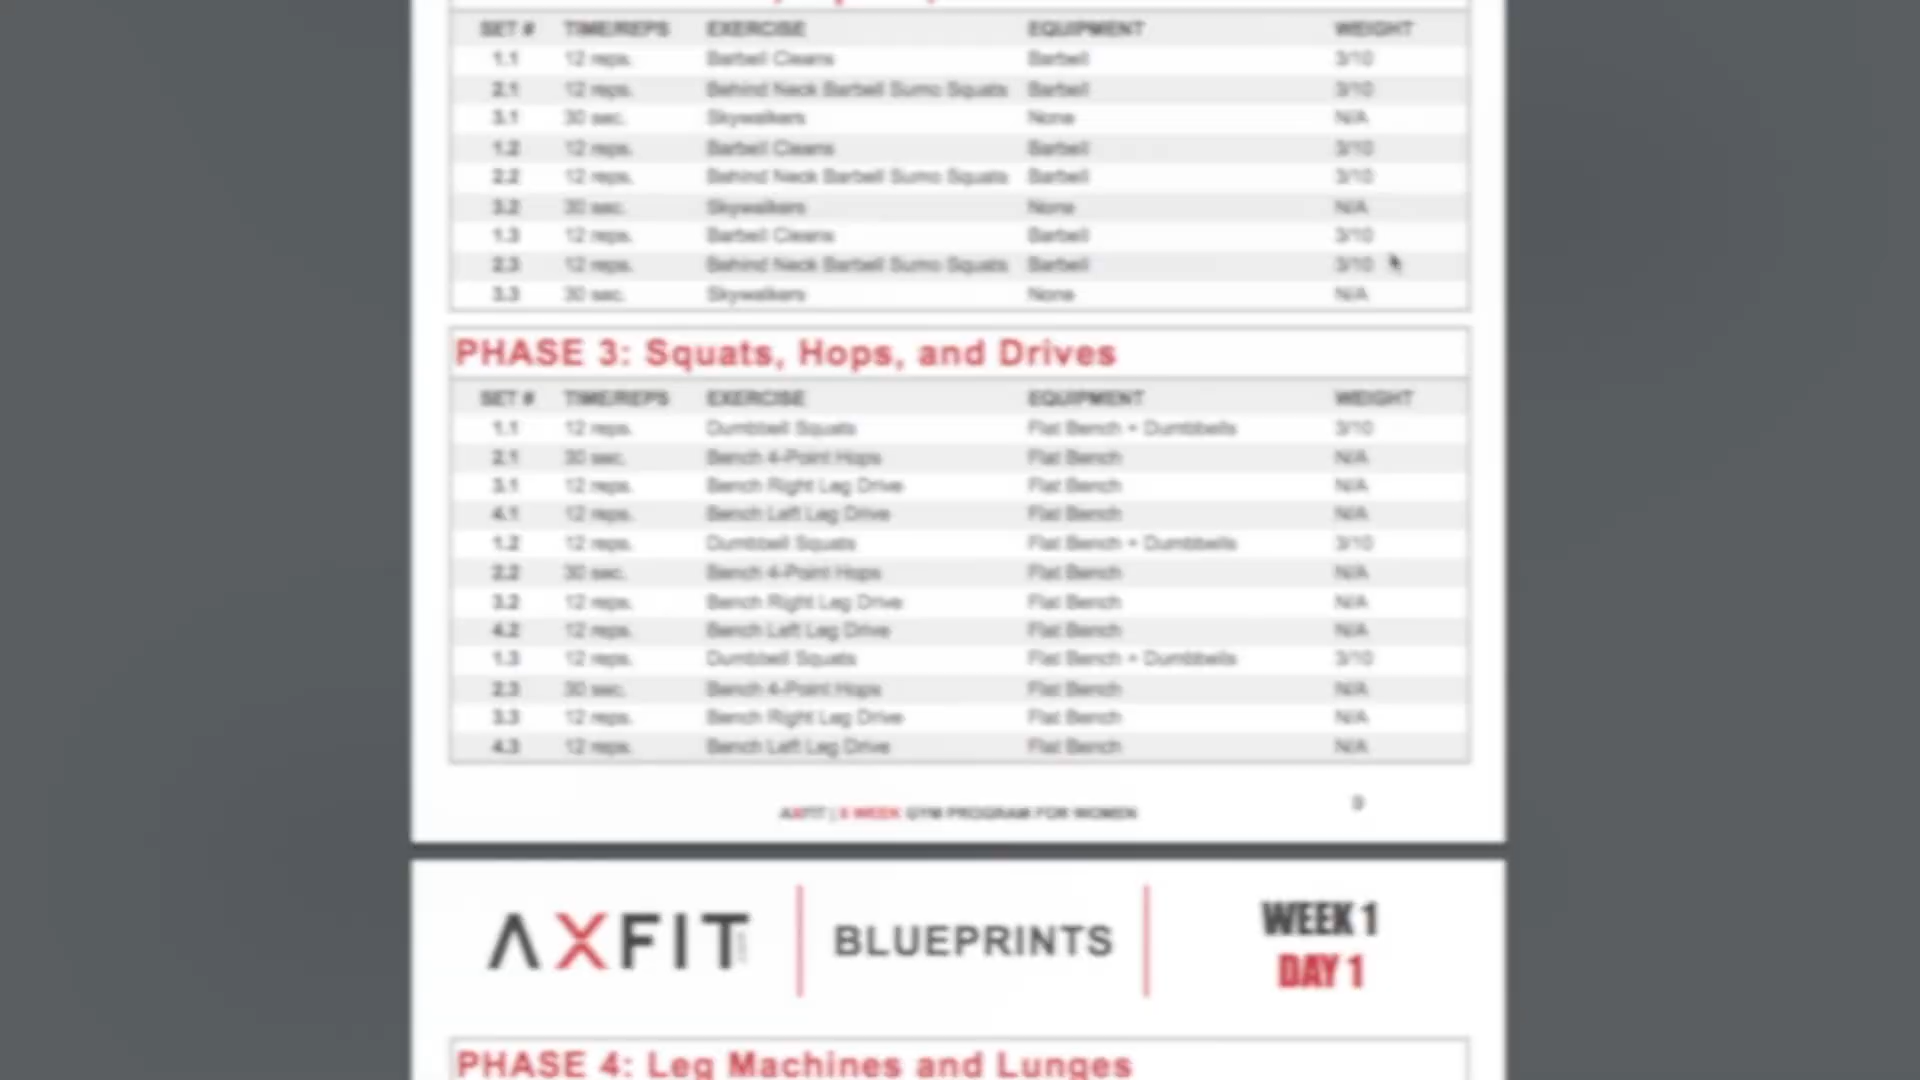 SET # TIME/REPS EXERCISE EQUIPMENT WEIGHT
1.1 12 reps. Barbell Cleans Barbell 3/10
2.1 12 reps. Behind Neck Barbell Sumo Squats Barbell 3/10
3.1 30 sec. Skywalkers None N/A
1.2 12 reps. Barbell Cleans Barbell 3/10
2.2 12 reps. Behind Neck Barbell Sumo Squats Barbell 3/10
3.2 30 sec. Skywalkers None N/A
1.3 12 reps. Barbell Cleans Barbell 3/10
2.3 12 reps. Behind Neck Barbell Sumo Squats Barbell 3/10
3.3 30 sec. Skywalkers None N/A
PHASE 3: Squats, Hops, and Drives
SET # TIME/REPS EXERCISE EQUIPMENT WEIGHT
1.1 12 reps. Dumbbell Squats Flat Bench + Dumbbells 3/10
2.1 30 sec. Bench 4-Point Hops Flat Bench N/A
3.1 12 reps. Bench Right Leg Drive Flat Bench N/A
4.1 12 reps. Bench Left Leg Drive Flat Bench N/A
1.2 12 reps. Dumbbell Squats Flat Bench + Dumbbells 3/10
2.2 30 sec. Bench 4-Point Hops Flat Bench N/A
3.2 12 reps. Bench Right Leg Drive Flat Bench N/A
4.2 12 reps. Bench Left Leg Drive Flat Bench N/A
1.3 12 reps. Dumbbell Squats Flat Bench + Dumbbells 3/10
2.3 30 sec. Bench 4-Point Hops Flat Bench N/A
3.3 12 reps. Bench Right Leg Drive Flat Bench N/A
4.3 12 reps. Bench Left Leg Drive Flat Bench N/A
AXFIT | WEEK GYM PROGRAM FOR WOMEN
AXFIT BLUEPRINTS WEEK 1
DAY 1
PHASE 4: Leg Machines and Lunges